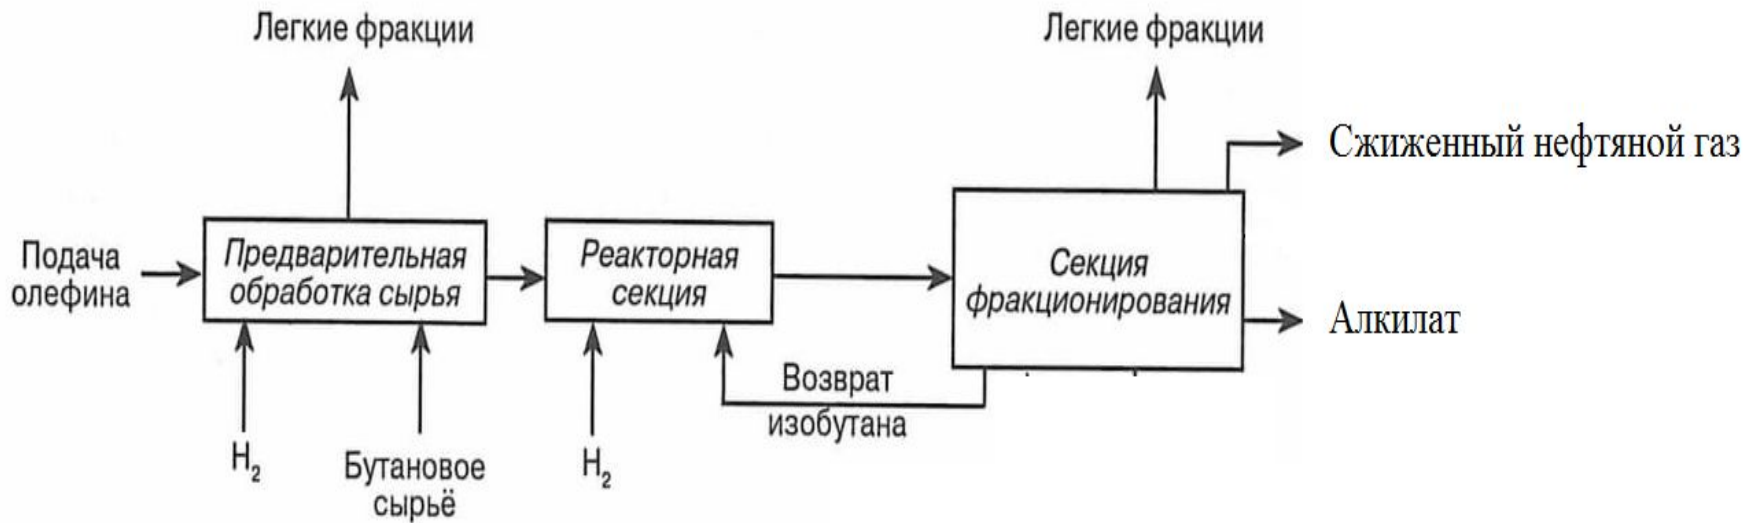 Легкие фракции
Легкие фракции
Сжиженный нефтяной газ
Подача
олефина
Предварительная
обработка сырья
Реакторная
секция
Секция
фракционирования
Алкилат
Возврат
изобутана
H₂
Бутановое
сырьё
H₂